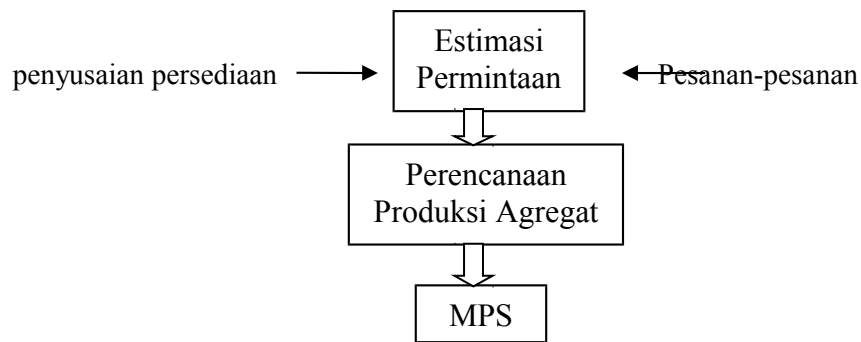 Estimasi
Permintaan
penyusaian persediaan
Pesanan-pesanan
Perencanaan
Produksi Agregat
MPS